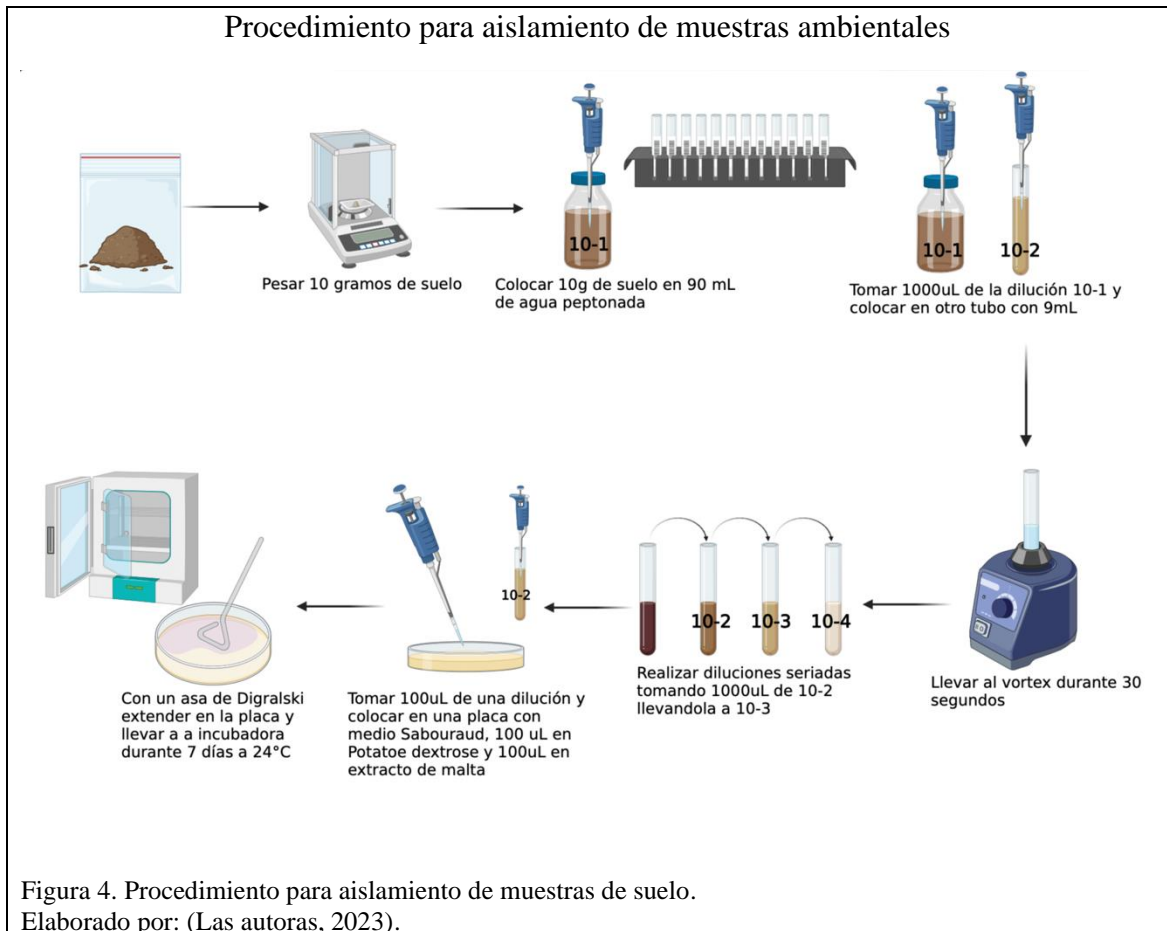 Procedimiento para aislamiento de muestras ambientales
10-1
10-1
10-2
Pesar 10 gramos de suelo
Colocar 10g de suelo en 90 mL
de agua peptonada
Tomar 1000uL de la dilución 10-1 y
colocar en otro tubo con 9mL
Llevar al vortex durante 30
segundos
10-2
10-3
10-4
Realizar diluciones seriadas
tomando 1000uL de 10-2
llevandola a 10-3
10-2
Tomar 100uL de una dilución y
colocar en una placa con
medio Sabouraud, 100 uL en
Potatoe dextrose y 100uL en
extracto de malta
Con un asa de Digralski
extender en la placa y
llevar a a incubadora
durante 7 días a 24°C
Figura 4. Procedimiento para aislamiento de muestras de suelo.
Elaborado por: (Las autoras, 2023).